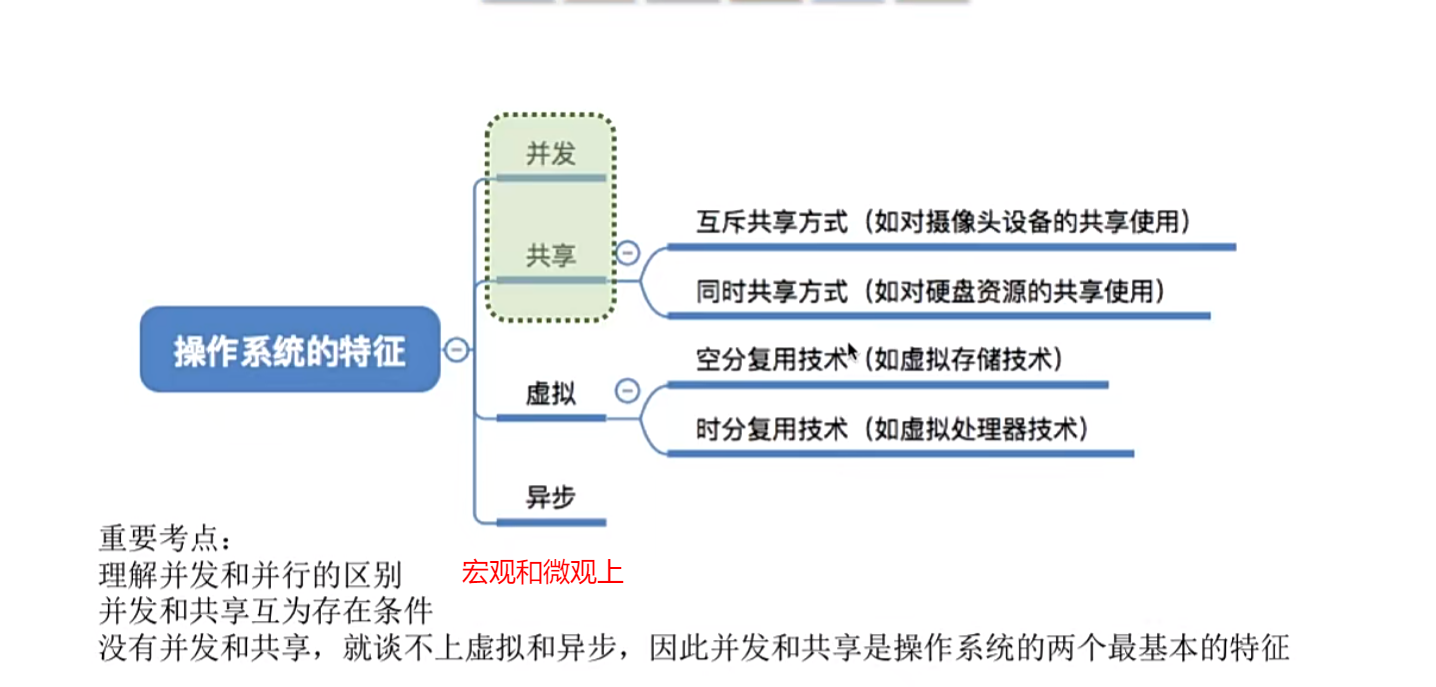 并发
共享
互斥共享方式（如对摄像头设备的共享使用）
同时共享方式（如对硬盘资源的共享使用）
操作系统的特征
虚拟
空分复用技术（如虚拟存储技术）
时分复用技术（如虚拟处理器技术）
异步
重要考点：
理解并发和并行的区别 宏观和微观上
并发和共享互为存在条件
没有并发和共享，就谈不上虚拟和异步，因此并发和共享是操作系统的两个最基本的特征